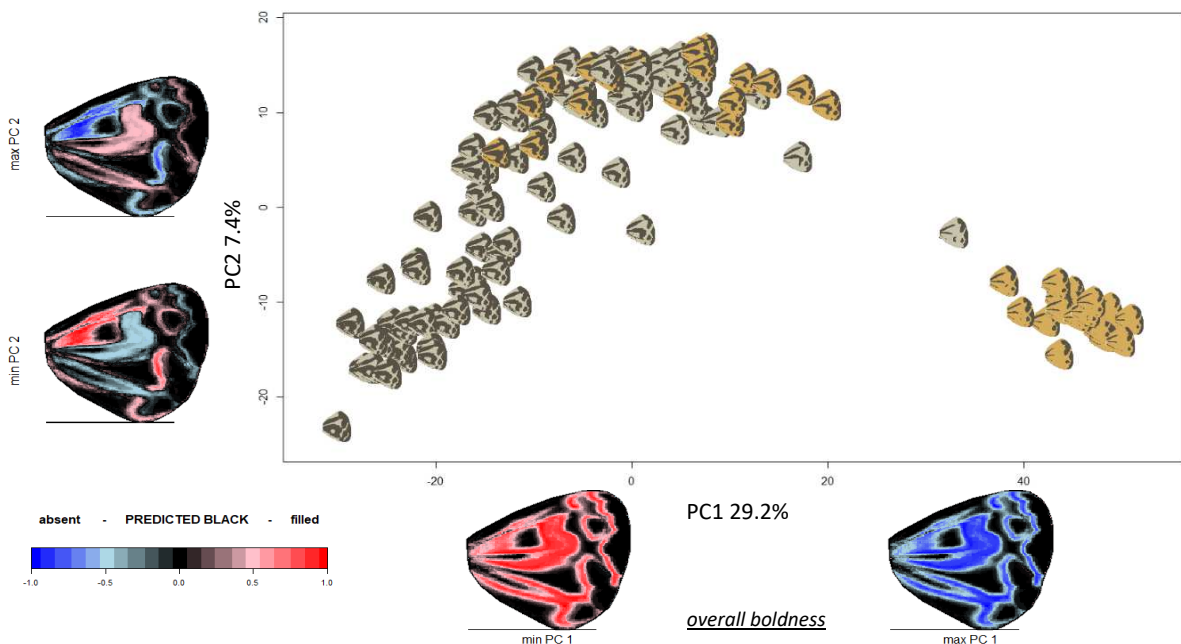 max PC 2
min PC 2
PC2 7.4%
20
10
0
-10
-20
-20
0
20
40
PC1 29.2%
absent - PREDICTED BLACK - filled
-1.0
-0.5
0.0
0.5
1.0
overall boldness
min PC 1
max PC 1